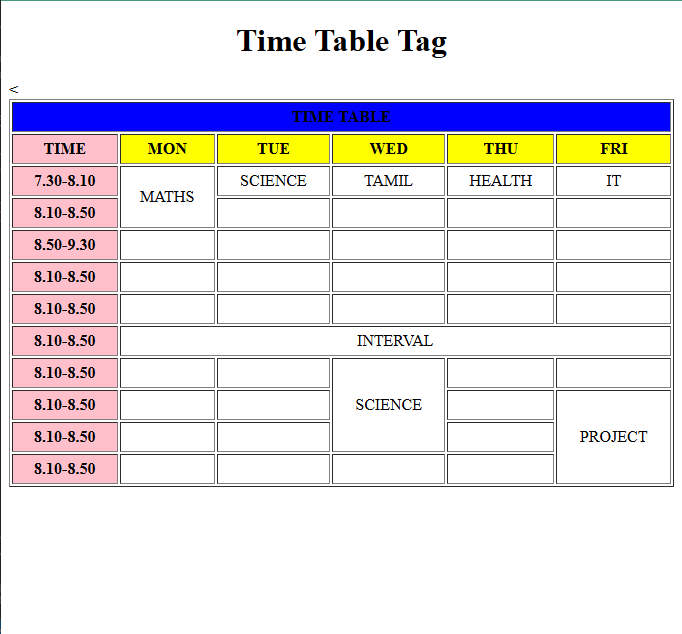 Time Table Tag
<
TIME TABLE
TIME MON TUE WED THU FRI
7.30-8.10 MATHS SCIENCE TAMIL HEALTH IT
8.10-8.50
8.50-9.30
8.10-8.50
8.10-8.50
8.10-8.50 INTERVAL
8.10-8.50
8.10-8.50 SCIENCE
8.10-8.50 PROJECT
8.10-8.50